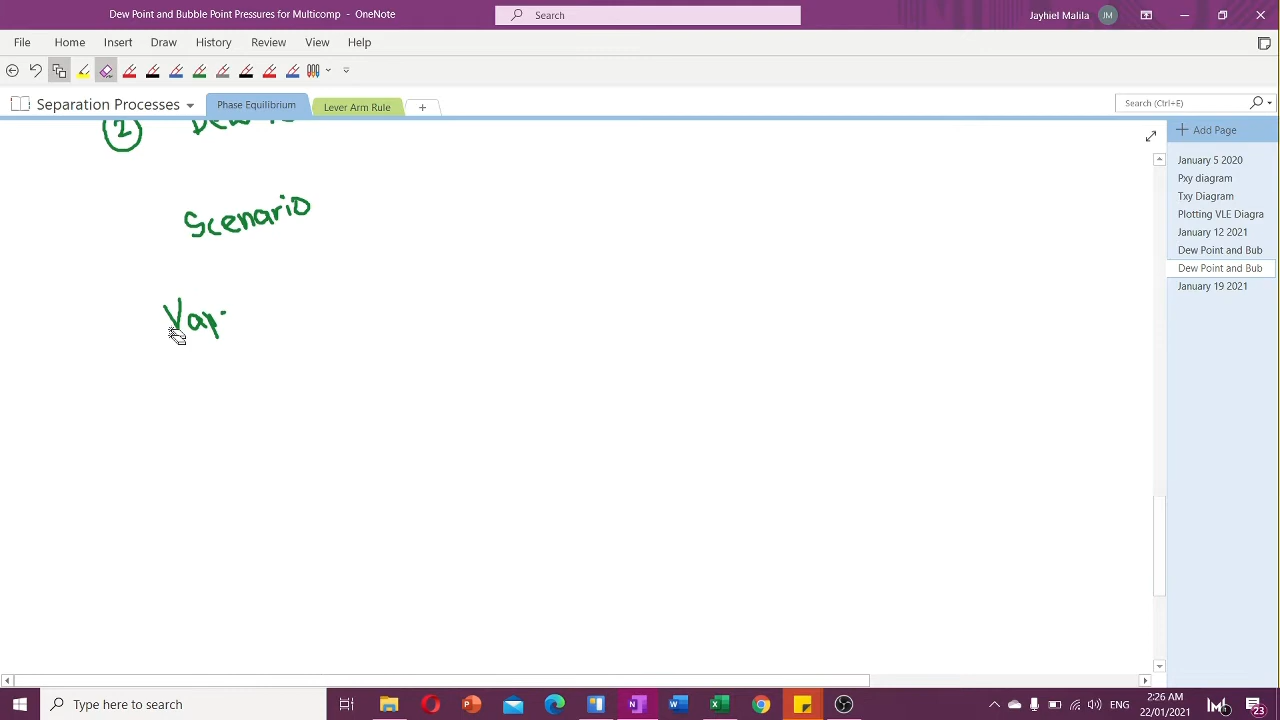 Dew Point and Bubble Point Pressures for Multicomp - OneNote
Search
Jayhiel Malila
JM
File Home Insert Draw History Review View Help
Separation Processes
Phase Equilibrium
Lever Arm Rule
Search (Ctrl+E)
Add Page
January 5 2020
Pxy diagram
Txy Diagram
Plotting VLE Diagra
January 12 2021
Dew Point and Bub
Dew Point and Bub
January 19 2021
2
Scenario
Vap
Type here to search
ENG
2:26 AM
22/01/2021
23